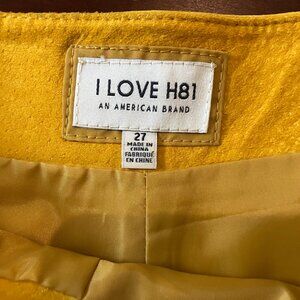 I LOVE H81
AN AMERICAN BRAND
27
MADE IN
CHINA
FABRIQUÉ
EN CHINE